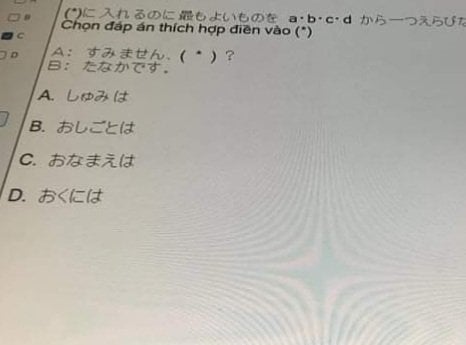 B
(*)に 入れるのに 最もよいものを a・b・c・d から一つえらびな
C Chọn đáp án thích hợp điền vào (*)
D
A： すみません、( * ) ？
B： たなかです。
A. しゅみ は
B. おしごとは
C. おなまえは
D. おくには